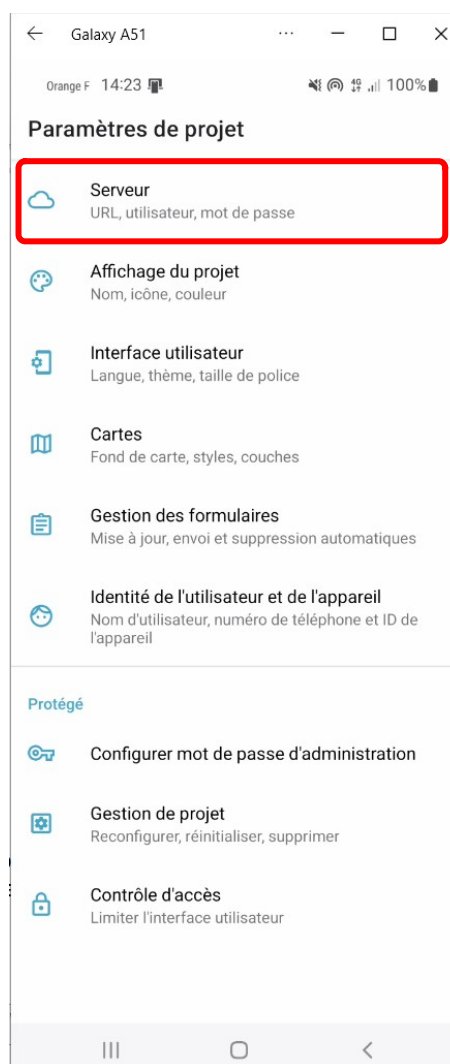 Galaxy A51
Orange F 14:23 4G 100%
Paramètres de projet
Serveur
URL, utilisateur, mot de passe
Affichage du projet
Nom, icône, couleur
Interface utilisateur
Langue, thème, taille de police
Cartes
Fond de carte, styles, couches
Gestion des formulaires
Mise à jour, envoi et suppression automatiques
Identité de l'utilisateur et de l'appareil
Nom d'utilisateur, numéro de téléphone et ID de
l'appareil
Protégé
Configurer mot de passe d'administration
Gestion de projet
Reconfigurer, réinitialiser, supprimer
Contrôle d'accès
Limiter l'interface utilisateur